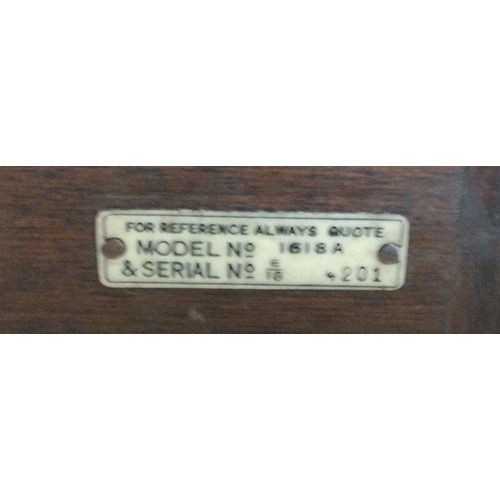 FOR REFERENCE ALWAYS QUOTE
MODEL Nº 1618A
& SERIAL Nº E/18 4201